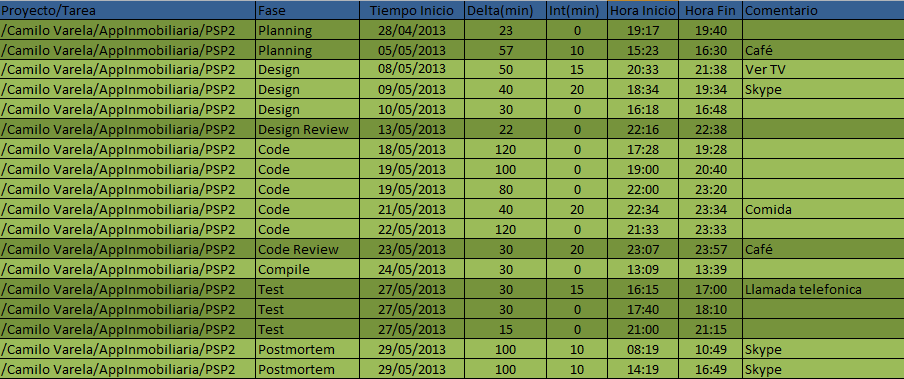 Proyecto/Tarea Fase Tiempo Inicio Delta(min) Int(min) Hora Inicio Hora Fin Comentario
/Camilo Varela/AppInmobiliaria/PSP2 Planning 28/04/2013 23 0 19:17 19:40
/Camilo Varela/AppInmobiliaria/PSP2 Planning 05/05/2013 57 10 15:23 16:30 Café
/Camilo Varela/AppInmobiliaria/PSP2 Design 08/05/2013 50 15 20:33 21:38 Ver TV
/Camilo Varela/AppInmobiliaria/PSP2 Design 09/05/2013 40 20 18:34 19:34 Skype
/Camilo Varela/AppInmobiliaria/PSP2 Design 10/05/2013 30 0 16:18 16:48
/Camilo Varela/AppInmobiliaria/PSP2 Design Review 13/05/2013 22 0 22:16 22:38
/Camilo Varela/AppInmobiliaria/PSP2 Code 18/05/2013 120 0 17:28 19:28
/Camilo Varela/AppInmobiliaria/PSP2 Code 19/05/2013 100 0 19:00 20:40
/Camilo Varela/AppInmobiliaria/PSP2 Code 19/05/2013 80 0 22:00 23:20
/Camilo Varela/AppInmobiliaria/PSP2 Code 21/05/2013 40 20 22:34 23:34 Comida
/Camilo Varela/AppInmobiliaria/PSP2 Code 22/05/2013 120 0 21:33 23:33
/Camilo Varela/AppInmobiliaria/PSP2 Code Review 23/05/2013 30 20 23:07 23:57 Café
/Camilo Varela/AppInmobiliaria/PSP2 Compile 24/05/2013 30 0 13:09 13:39
/Camilo Varela/AppInmobiliaria/PSP2 Test 27/05/2013 30 15 16:15 17:00 Llamada telefonica
/Camilo Varela/AppInmobiliaria/PSP2 Test 27/05/2013 30 0 17:40 18:10
/Camilo Varela/AppInmobiliaria/PSP2 Test 27/05/2013 15 0 21:00 21:15
/Camilo Varela/AppInmobiliaria/PSP2 Postmortem 29/05/2013 100 10 08:19 10:49 Skype
/Camilo Varela/AppInmobiliaria/PSP2 Postmortem 29/05/2013 100 10 14:19 16:49 Skype